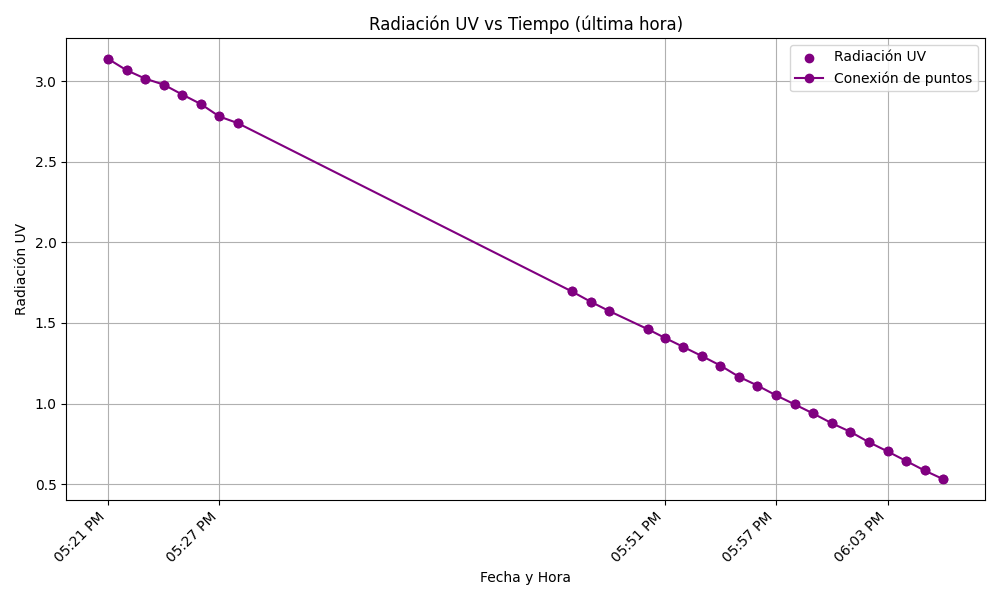 Radiación UV vs Tiempo (última hora)
Radiación UV
Conexión de puntos
Radiación UV
3.0
2.5
2.0
1.5
1.0
0.5
05:21 PM
05:27 PM
05:51 PM
05:57 PM
06:03 PM
Fecha y Hora